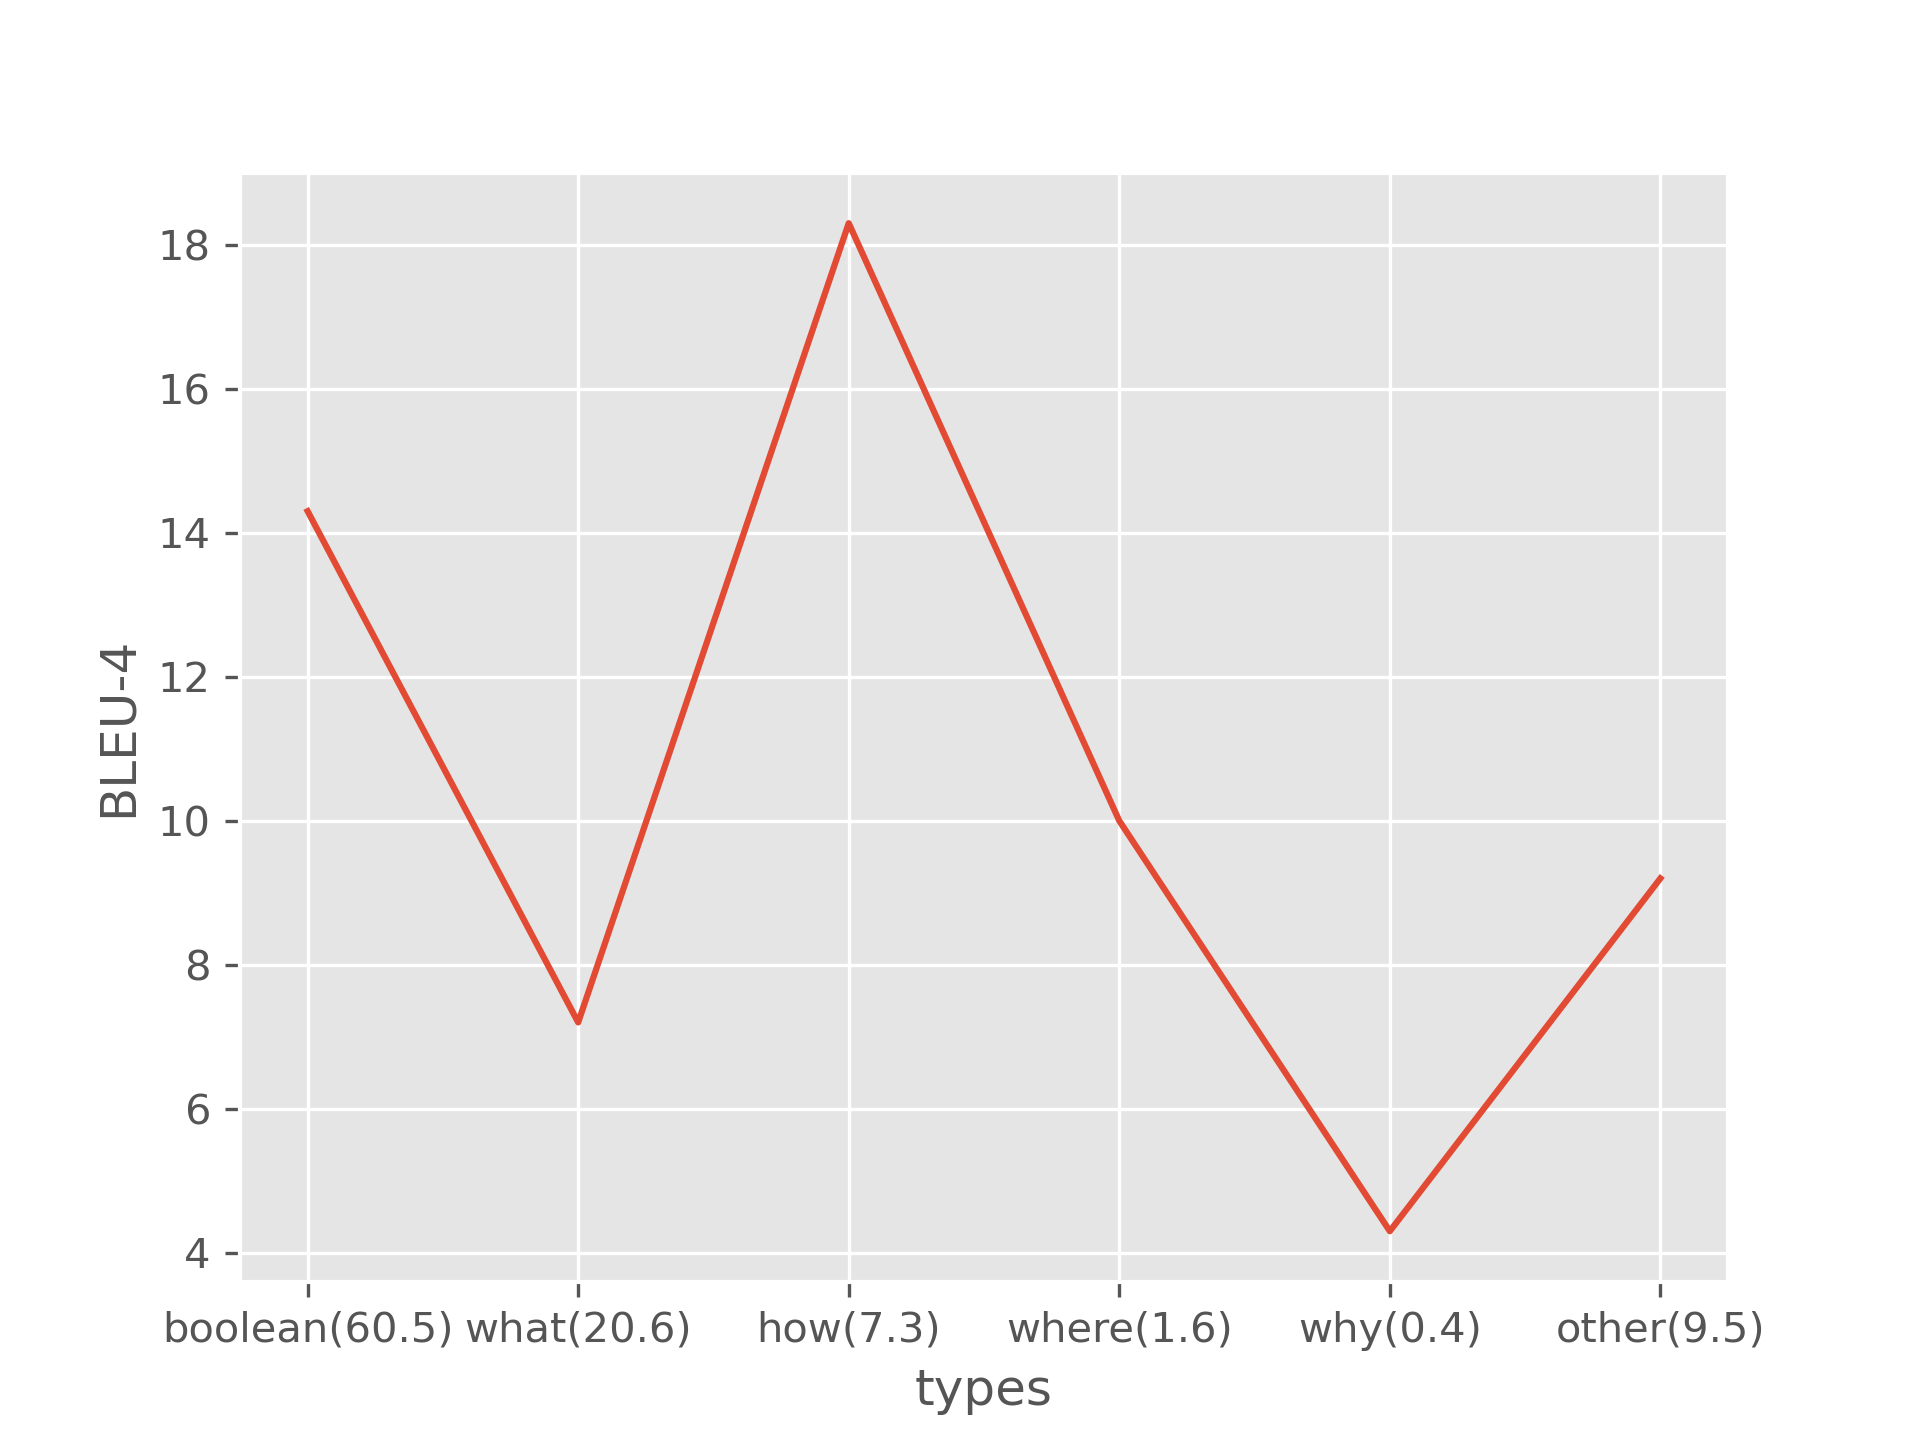 18
16
14
12
10
8
6
4
BLEU-4
boolean(60.5) what(20.6) how(7.3) where(1.6) why(0.4) other(9.5)
types